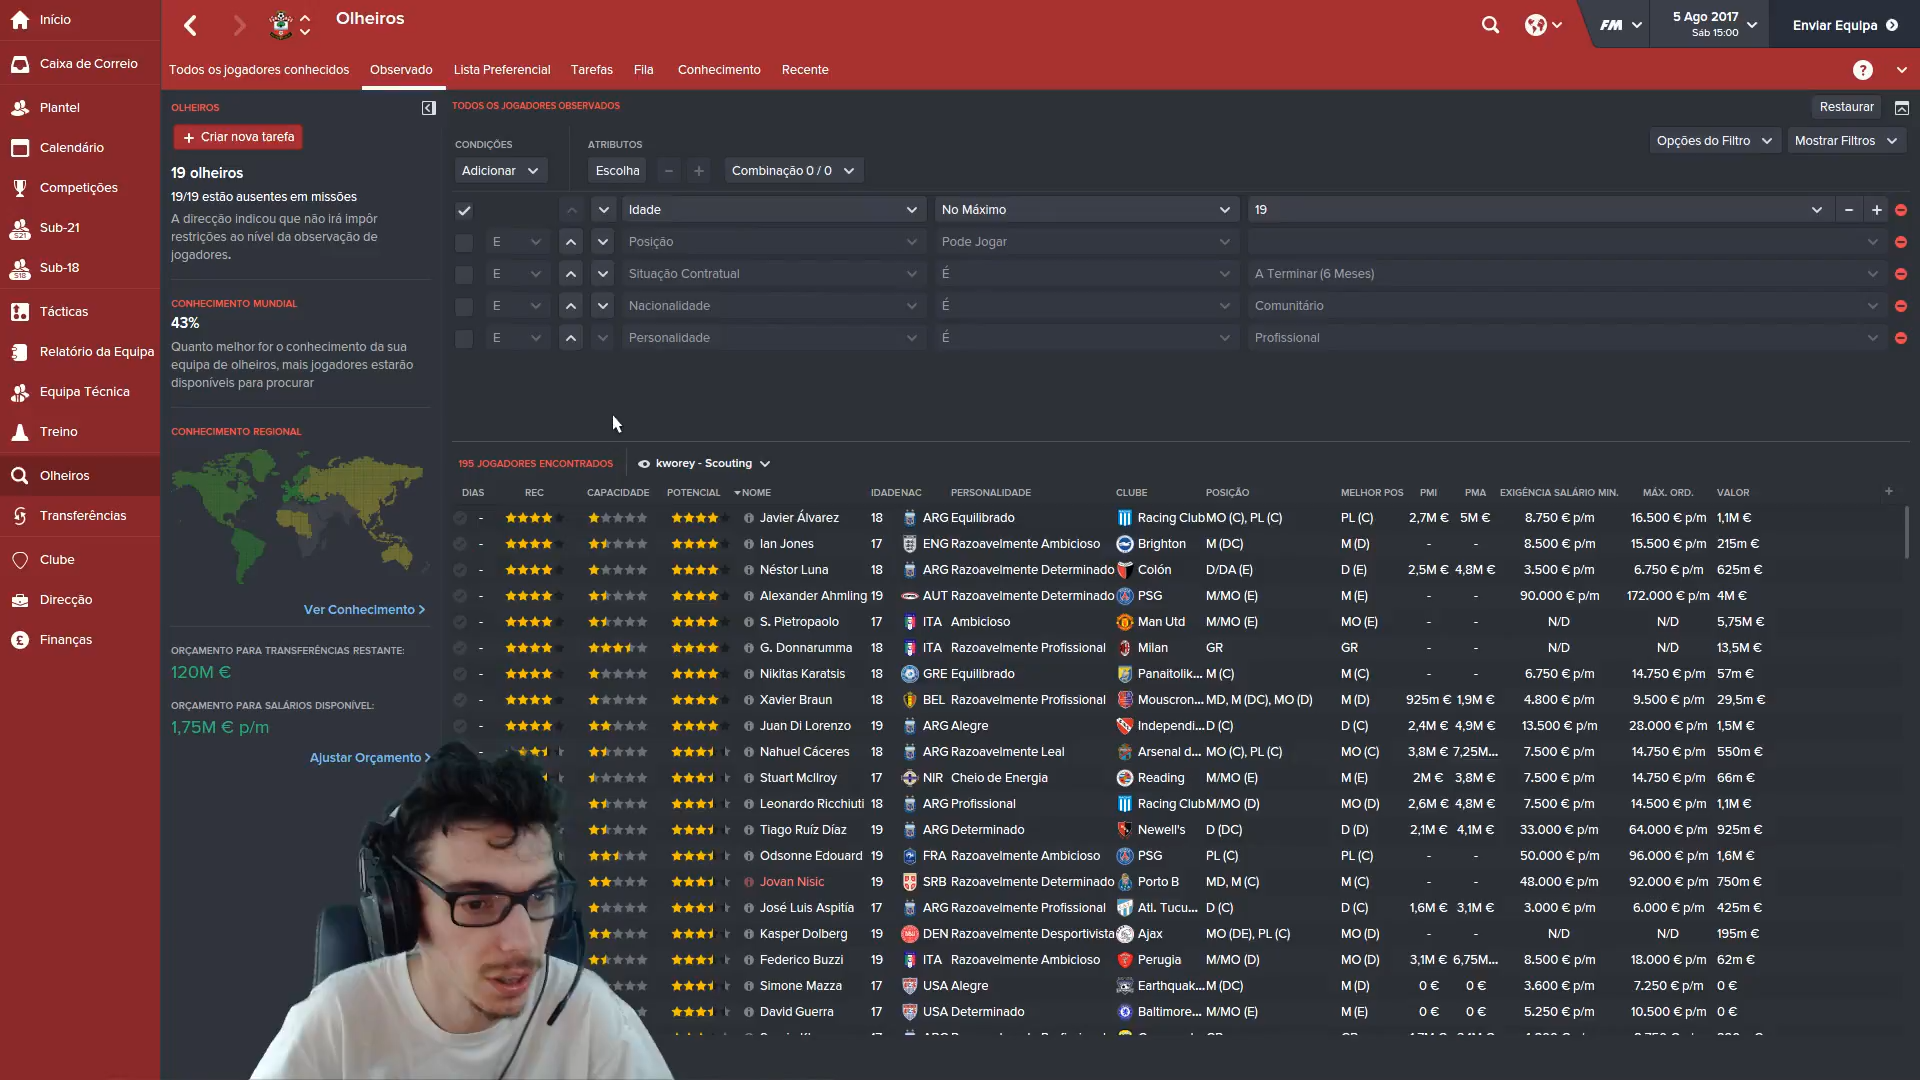 Início
Caixa de Correio
Plantel
Calendário
Competições
Sub-21
Sub-18
Tácticas
Relatório da Equipa
Equipa Técnica
Treino
Olheiros
Transferências
Clube
Direcção
Finanças
Olheiros
FM
5 Ago 2017
Sáb 15:00
Enviar Equipa
Todos os jogadores conhecidos Observado Lista Preferencial Tarefas Fila Conhecimento Recente
OLHEIROS
+ Criar nova tarefa
19 olheiros
19/19 estão ausentes em missões
A direcção indicou que não irá impôr
restrições ao nível da observação de
jogadores.
CONHECIMENTO MUNDIAL
43%
Quanto melhor for o conhecimento da sua
equipa de olheiros, mais jogadores estarão
disponíveis para procurar
CONHECIMENTO REGIONAL
Ver Conhecimento >
ORÇAMENTO PARA TRANSFERÊNCIAS RESTANTE:
120M €
ORÇAMENTO PARA SALÁRIOS DISPONÍVEL:
1,75M € p/m
Ajustar Orçamento >
TODOS OS JOGADORES OBSERVADOS
Restaurar
CONDIÇÕES ATRIBUTOS
Opções do Filtro Mostrar Filtros
Adicionar Escolha − + Combinação 0 / 0
Idade No Máximo 19 − +
E Posição Pode Jogar
E Situação Contratual É A Terminar (6 Meses)
E Nacionalidade É Comunitário
E Personalidade É Profissional
195 JOGADORES ENCONTRADOS kworey - Scouting
DIAS REC CAPACIDADE POTENCIAL NOME IDADE NAC PERSONALIDADE CLUBE POSIÇÃO MELHOR POS PMI PMA EXIGÊNCIA SALÁRIO MIN. MÁX. ORD. VALOR +
- Javier Álvarez 18 ARG Equilibrado Racing Club MO (C), PL (C) PL (C) 2,7M € 5M € 8.750 € p/m 16.500 € p/m 1,1M €
- Ian Jones 17 ENG Razoavelmente Ambicioso Brighton M (DC) M (D) - - 8.500 € p/m 15.500 € p/m 215m €
- Néstor Luna 18 ARG Razoavelmente Determinado Colón D/DA (E) D (E) 2,5M € 4,8M € 3.500 € p/m 6.750 € p/m 625m €
- Alexander Ahmling 19 AUT Razoavelmente Determinado PSG M/MO (E) M (E) - - 90.000 € p/m 172.000 € p/m 4M €
- S. Pietropaolo 17 ITA Ambicioso Man Utd M/MO (E) MO (E) - - N/D N/D 5,75M €
- G. Donnarumma 18 ITA Razoavelmente Profissional Milan GR GR - - N/D N/D 13,5M €
- Nikitas Karatsis 18 GRE Equilibrado Panaitolik... M (C) M (C) - - 6.750 € p/m 14.750 € p/m 57m €
- Xavier Braun 18 BEL Razoavelmente Profissional Mouscron... MD, M (DC), MO (D) M (D) 925m € 1,9M € 4.800 € p/m 9.500 € p/m 29,5m €
- Juan Di Lorenzo 19 ARG Alegre Independi... D (C) D (C) 2,4M € 4,9M € 13.500 € p/m 28.000 € p/m 1,5M €
- Nahuel Cáceres 18 ARG Razoavelmente Leal Arsenal d... MO (C), PL (C) MO (C) 3,8M € 7,25M... 7.500 € p/m 14.750 € p/m 550m €
Stuart McIlroy 17 NIR Cheio de Energia Reading M/MO (E) M (E) 2M € 3,8M € 7.500 € p/m 14.750 € p/m 66m €
Leonardo Ricchiuti 18 ARG Profissional Racing Club M/MO (D) MO (D) 2,6M € 4,8M € 7.500 € p/m 14.500 € p/m 1,1M €
Tiago Ruíz Díaz 19 ARG Determinado Newell's D (DC) D (D) 2,1M € 4,1M € 33.000 € p/m 64.000 € p/m 925m €
Odsonne Edouard 19 FRA Razoavelmente Ambicioso PSG PL (C) PL (C) - - 50.000 € p/m 96.000 € p/m 1,6M €
Jovan Nisic 19 SRB Razoavelmente Determinado Porto B MD, M (C) M (C) - - 48.000 € p/m 92.000 € p/m 750m €
José Luis Aspitía 17 ARG Razoavelmente Profissional Atl. Tucu... D (C) D (C) 1,6M € 3,1M € 3.000 € p/m 6.000 € p/m 425m €
Kasper Dolberg 19 DEN Razoavelmente Desportivista Ajax MO (DE), PL (C) MO (D) - - N/D N/D 195m €
Federico Buzzi 19 ITA Razoavelmente Ambicioso Perugia M/MO (D) MO (D) 3,1M € 6,75M... 8.500 € p/m 18.000 € p/m 62m €
Simone Mazza 17 USA Alegre Earthquak... M (DC) M (D) 0 € 0 € 3.600 € p/m 7.250 € p/m 0 €
David Guerra 17 USA Determinado Baltimore... M/MO (E) M (E) 0 € 0 € 5.250 € p/m 10.500 € p/m 0 €